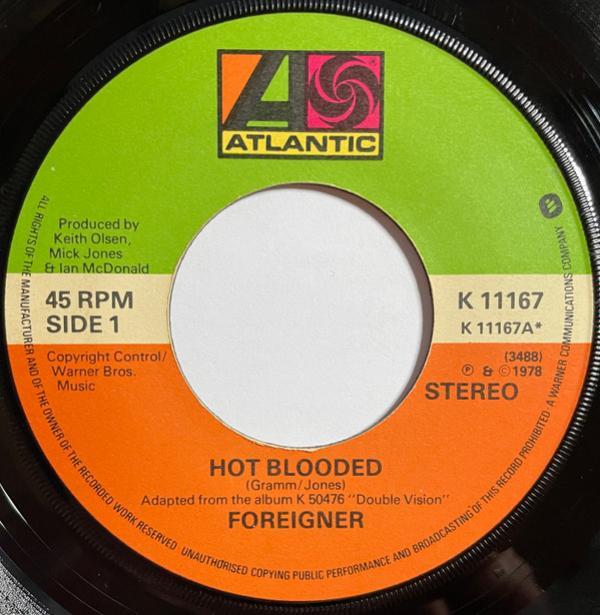 ATLANTIC
Produced by
Keith Olsen,
Mick Jones
& Ian McDonald
45 RPM
SIDE 1
K 11167
K 11167A*
Copyright Control/
Warner Bros.
Music
(3488)
℗ & © 1978
STEREO
HOT BLOODED
(Gramm/Jones)
Adapted from the album K 50476 "Double Vision"
FOREIGNER
ALL RIGHTS OF THE MANUFACTURER AND OF THE OWNER OF THE RECORDED WORK RESERVED · UNAUTHORISED COPYING PUBLIC PERFORMANCE AND BROADCASTING OF THIS RECORD PROHIBITED · A WARNER COMMUNICATIONS COMPANY